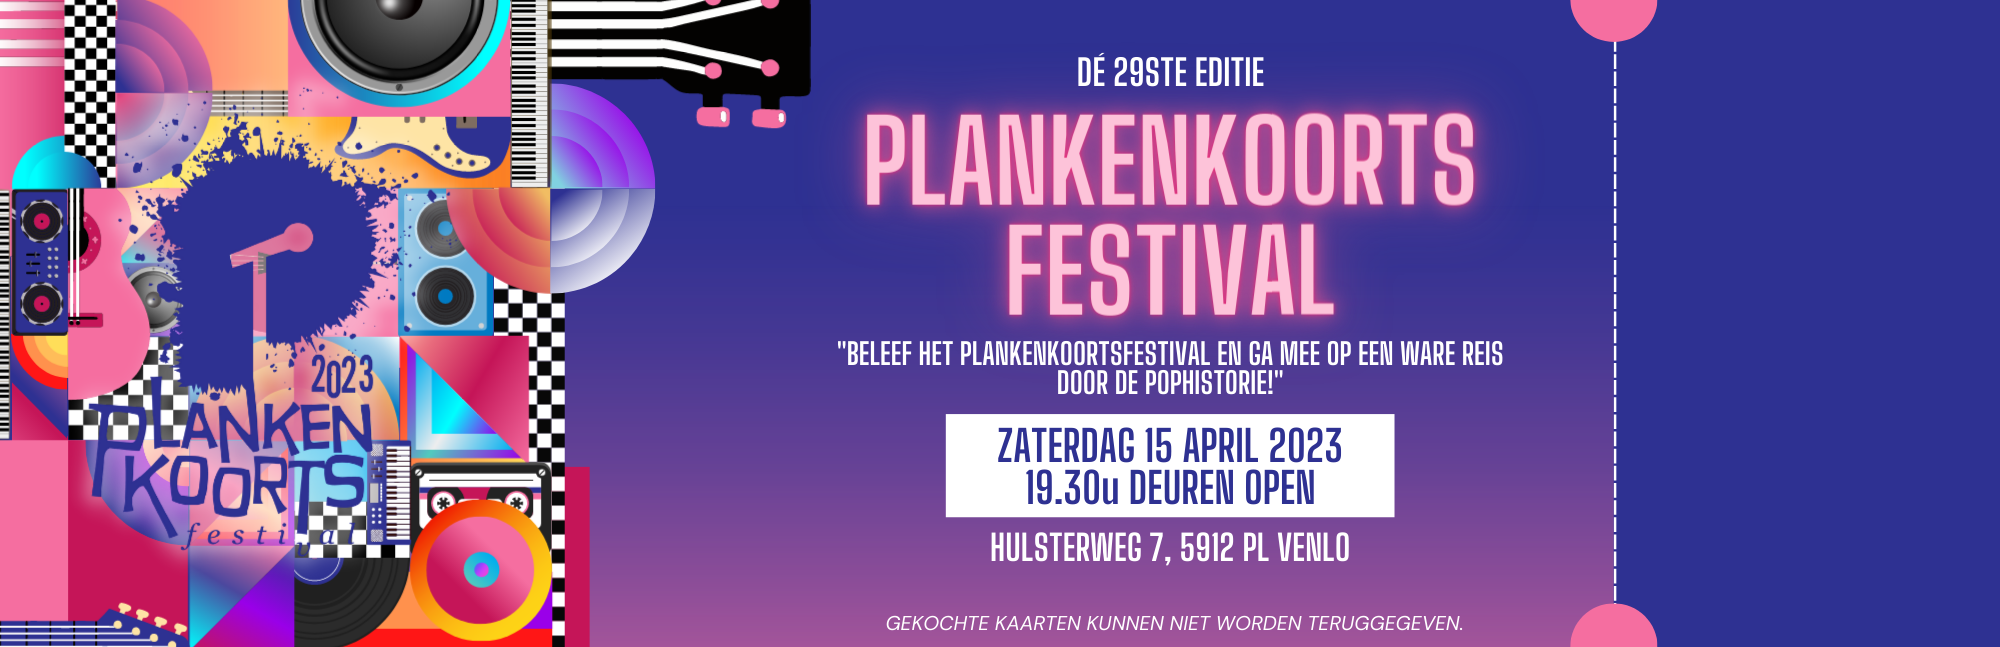 2023
PLANKEN
KOORTS
festival
DÉ 29STE EDITIE
PLANKENKOORTS
FESTIVAL
"BELEEF HET PLANKENKOORTSFESTIVAL EN GA MEE OP EEN WARE REIS
DOOR DE POPHISTORIE!"
ZATERDAG 15 APRIL 2023
19.30u DEUREN OPEN
HULSTERWEG 7, 5912 PL VENLO
GEKOCHTE KAARTEN KUNNEN NIET WORDEN TERUGGEGEVEN.